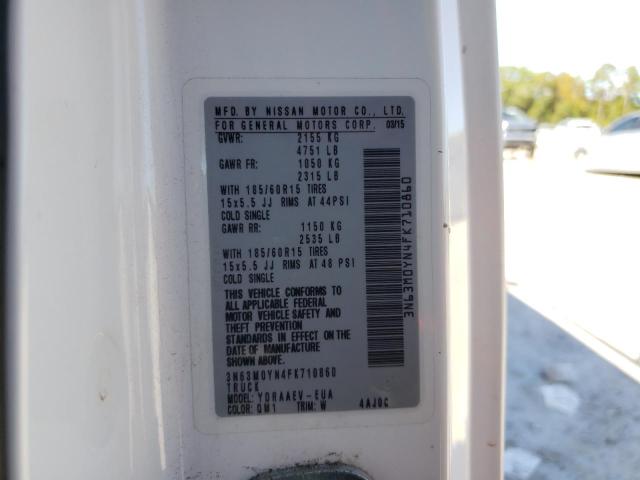 MFD. BY NISSAN MOTOR CO., LTD.
FOR GENERAL MOTORS CORP. 03/15
GVWR: 2155 KG
4751 LB
GAWR FR: 1050 KG
2315 LB
WITH 185/60R15 TIRES
15x5.5 JJ RIMS AT 44PSI
COLD SINGLE
GAWR RR: 1150 KG
2535 LB
WITH 185/60R15 TIRES
15x5.5 JJ RIMS AT 48 PSI
COLD SINGLE
THIS VEHICLE CONFORMS TO
ALL APPLICABLE FEDERAL
MOTOR VEHICLE SAFETY AND
THEFT PREVENTION
STANDARDS IN EFFECT ON THE
DATE OF MANUFACTURE
SHOWN ABOVE.
3N63M0YN4FK710860
TRUCK
MODEL: YDRAAEV-EUA
COLOR: QM1 TRIM: W 4AJ0C
3N63M0YN4FK710860